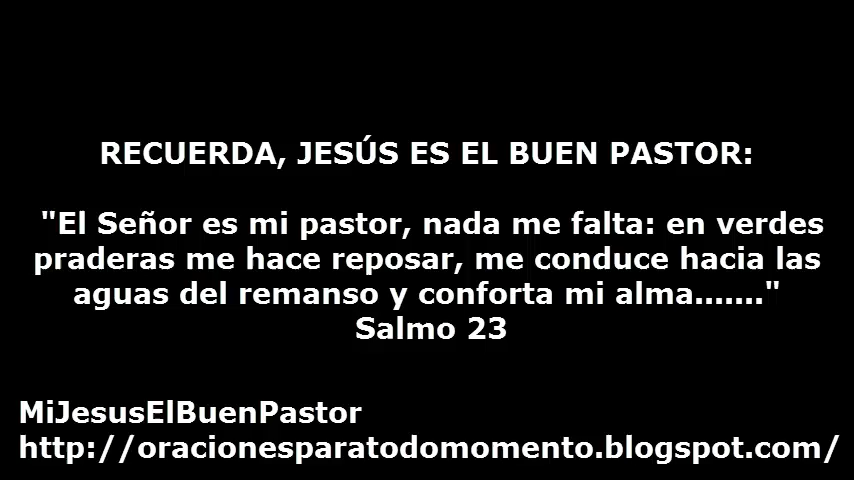 RECUERDA, JESÚS ES EL BUEN PASTOR:
"El Señor es mi pastor, nada me falta: en verdes
praderas me hace reposar, me conduce hacia las
aguas del remanso y conforta mi alma......."
Salmo 23
MiJesusElBuenPastor
http://oracionesparatodomomento.blogspot.com/